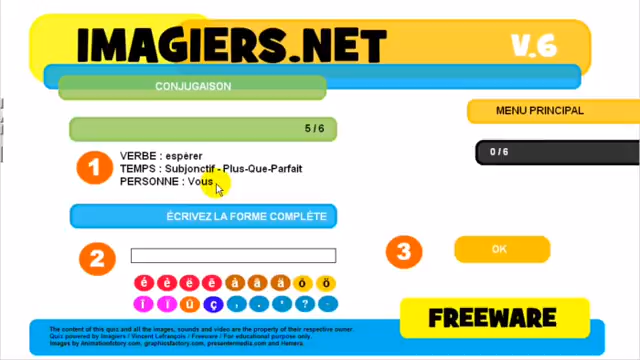 IMAGIERS.NET
V.6
CONJUGAISON
MENU PRINCIPAL
5 / 6
0 / 6
1
VERBE : espérer
TEMPS : Subjonctif - Plus-Que-Parfait
PERSONNE : Vous
ÉCRIVEZ LA FORME COMPLÈTE
2
3
OK
FREEWARE
The content of this quiz and all the images, sounds and video are the property of their respective owner.
Quiz powered by Imagiers / Vincent Lefrançois / Freeware / For educational purpose only.
Images by Animationfactory.com, graphicsfactory.com, presentermedia.com and Hemera.